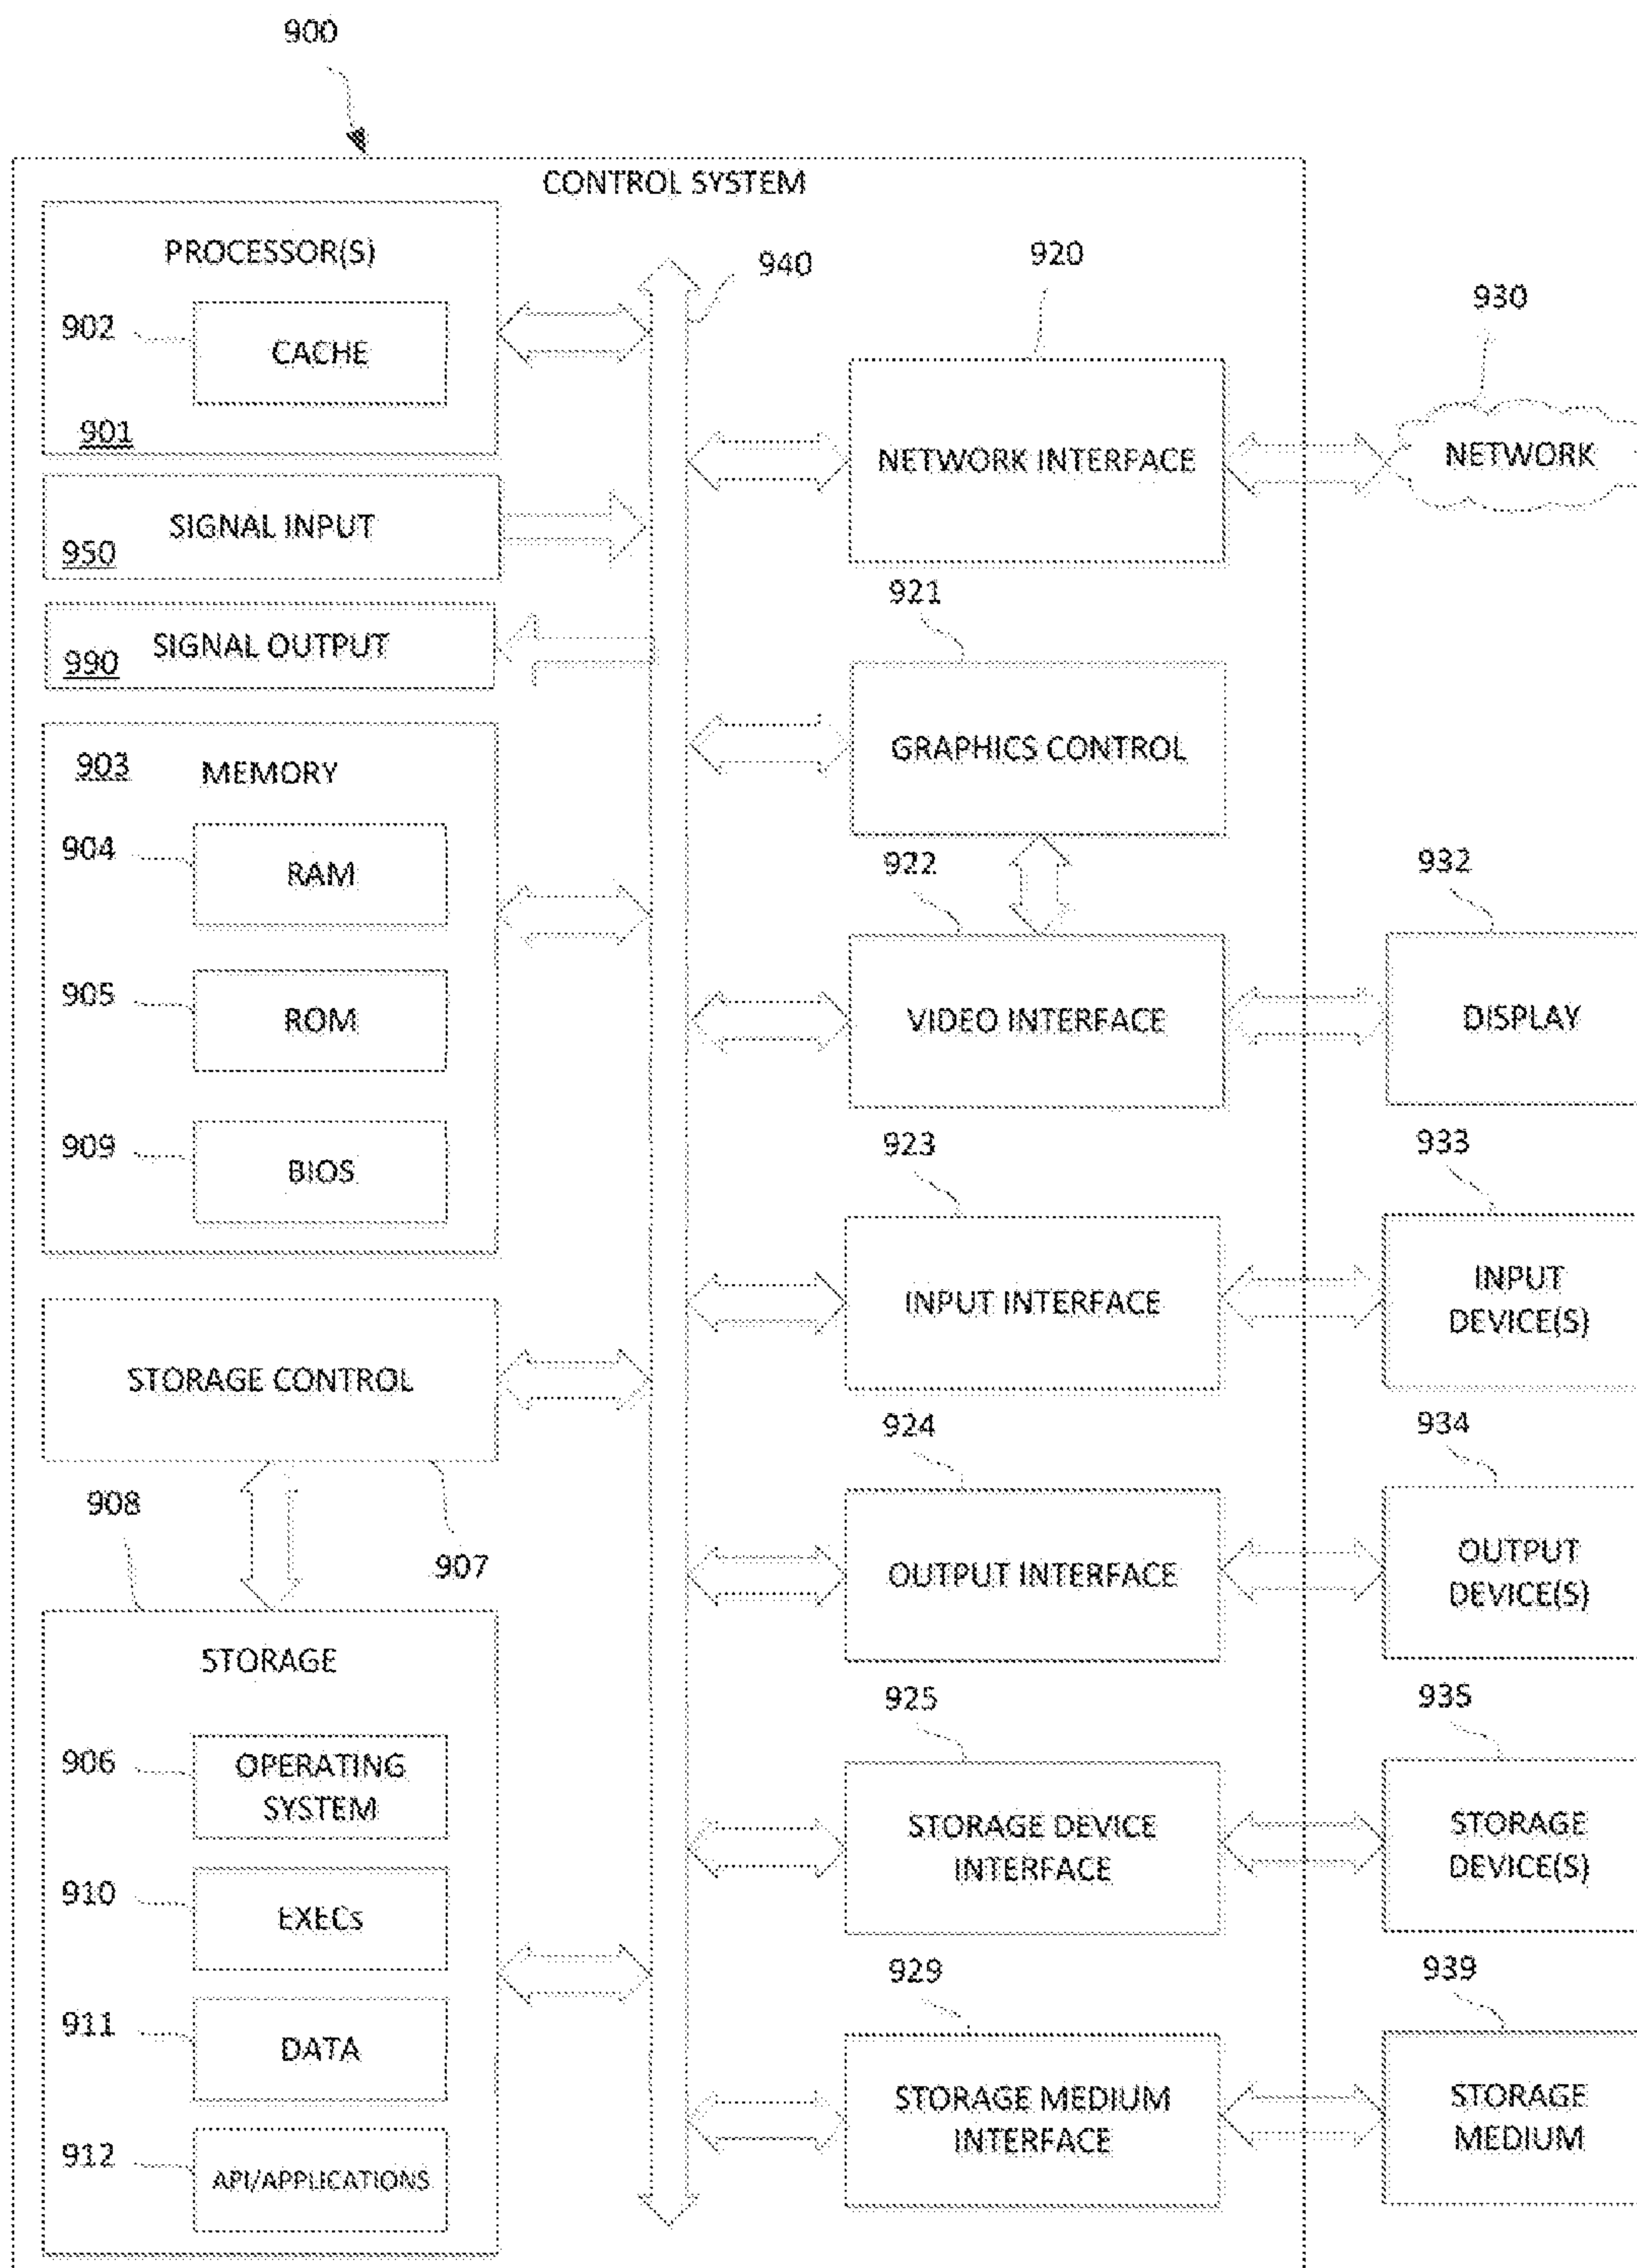 900
CONTROL SYSTEM
PROCESSOR(S)
902
CACHE
901
940
920
930
NETWORK INTERFACE
NETWORK
SIGNAL INPUT
950
SIGNAL OUTPUT
990
921
GRAPHICS CONTROL
903
MEMORY
904
RAM
905
ROM
909
BIOS
922
VIDEO INTERFACE
932
DISPLAY
923
INPUT INTERFACE
933
INPUT
DEVICE(S)
STORAGE CONTROL
907
924
OUTPUT INTERFACE
934
OUTPUT
DEVICE(S)
908
STORAGE
906
OPERATING
SYSTEM
910
EXECs
911
DATA
912
API/APPLICATIONS
925
STORAGE DEVICE
INTERFACE
935
STORAGE
DEVICE(S)
929
STORAGE MEDIUM
INTERFACE
939
STORAGE
MEDIUM